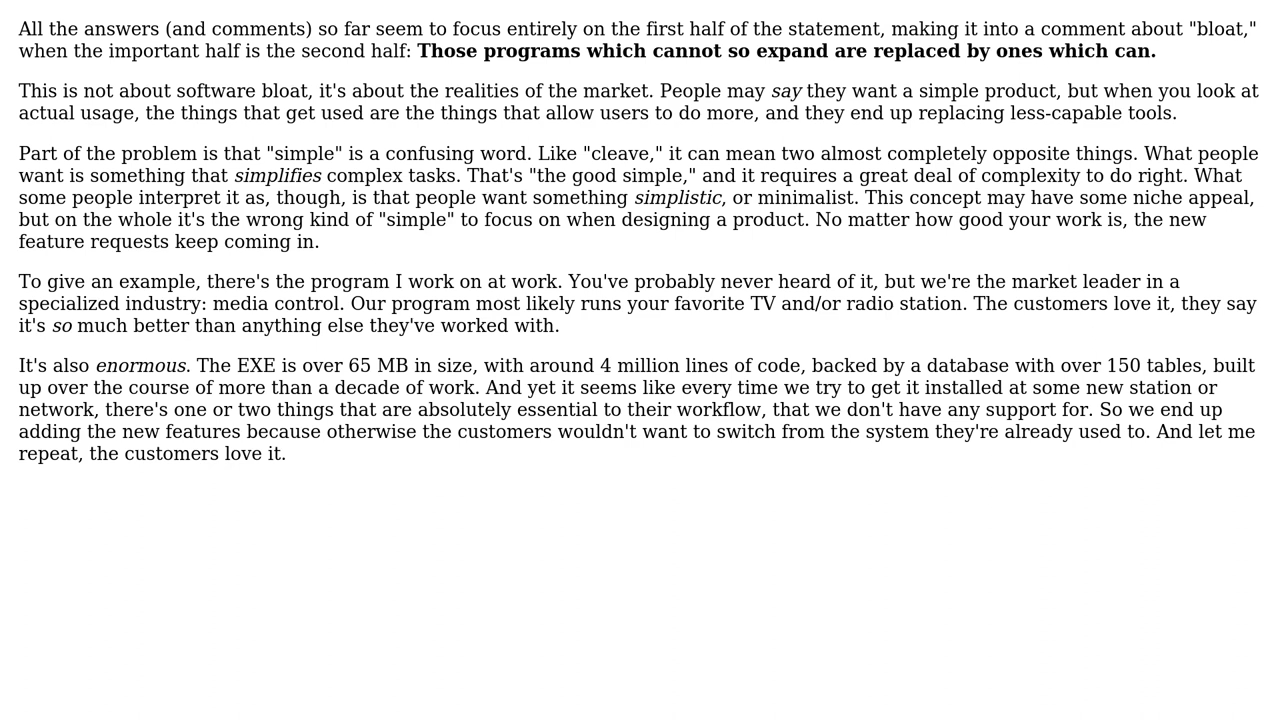 All the answers (and comments) so far seem to focus entirely on the first half of the statement, making it into a comment about "bloat,"
when the important half is the second half: Those programs which cannot so expand are replaced by ones which can.
This is not about software bloat, it's about the realities of the market. People may say they want a simple product, but when you look at
actual usage, the things that get used are the things that allow users to do more, and they end up replacing less-capable tools.
Part of the problem is that "simple" is a confusing word. Like "cleave," it can mean two almost completely opposite things. What people
want is something that simplifies complex tasks. That's "the good simple," and it requires a great deal of complexity to do right. What
some people interpret it as, though, is that people want something simplistic, or minimalist. This concept may have some niche appeal,
but on the whole it's the wrong kind of "simple" to focus on when designing a product. No matter how good your work is, the new
feature requests keep coming in.
To give an example, there's the program I work on at work. You've probably never heard of it, but we're the market leader in a
specialized industry: media control. Our program most likely runs your favorite TV and/or radio station. The customers love it, they say
it's so much better than anything else they've worked with.
It's also enormous. The EXE is over 65 MB in size, with around 4 million lines of code, backed by a database with over 150 tables, built
up over the course of more than a decade of work. And yet it seems like every time we try to get it installed at some new station or
network, there's one or two things that are absolutely essential to their workflow, that we don't have any support for. So we end up
adding the new features because otherwise the customers wouldn't want to switch from the system they're already used to. And let me
repeat, the customers love it.